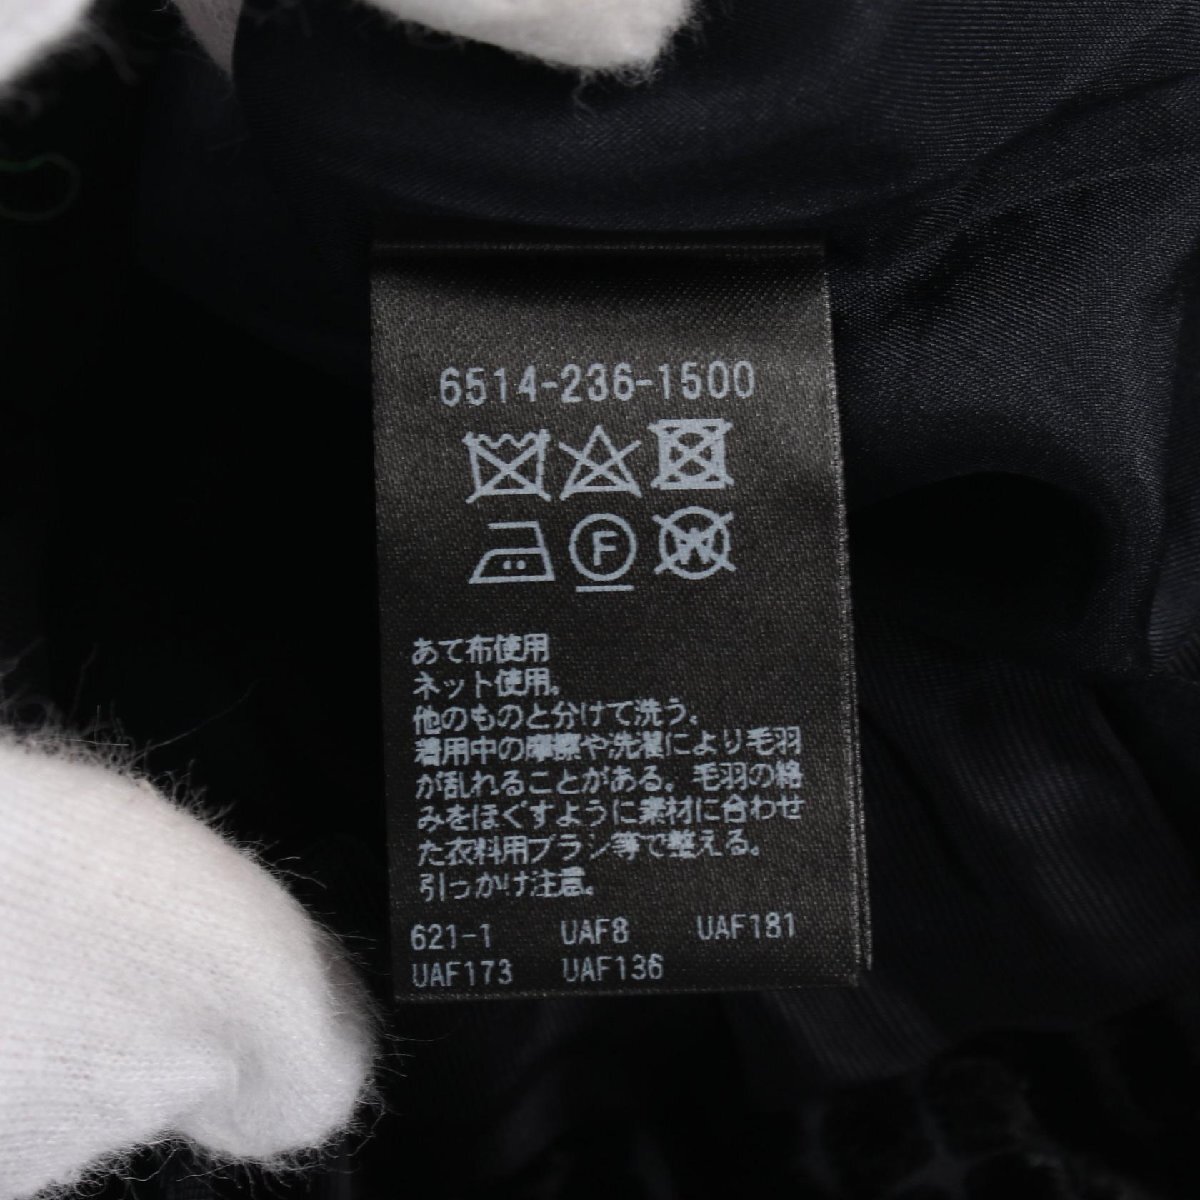 6514-236-1500
F
W
あて布使用
ネット使用。
他のものと分けて洗う。
着用中の摩擦や洗濯により毛羽
が乱れることがある。毛羽の絡
みをほぐすように素材に合わせ
た衣料用ブラシ等で整える。
引っかけ注意。
621-1 UAF8 UAF181
UAF173 UAF136